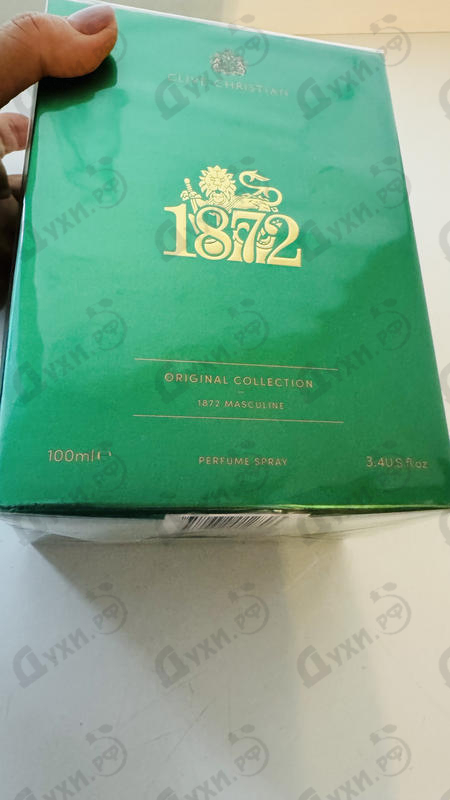 CLIVE CHRISTIAN
1872
ORIGINAL COLLECTION
1872 MASCULINE
100ml℮
PERFUME SPRAY
3.4U.S fl oz
Духи.рф